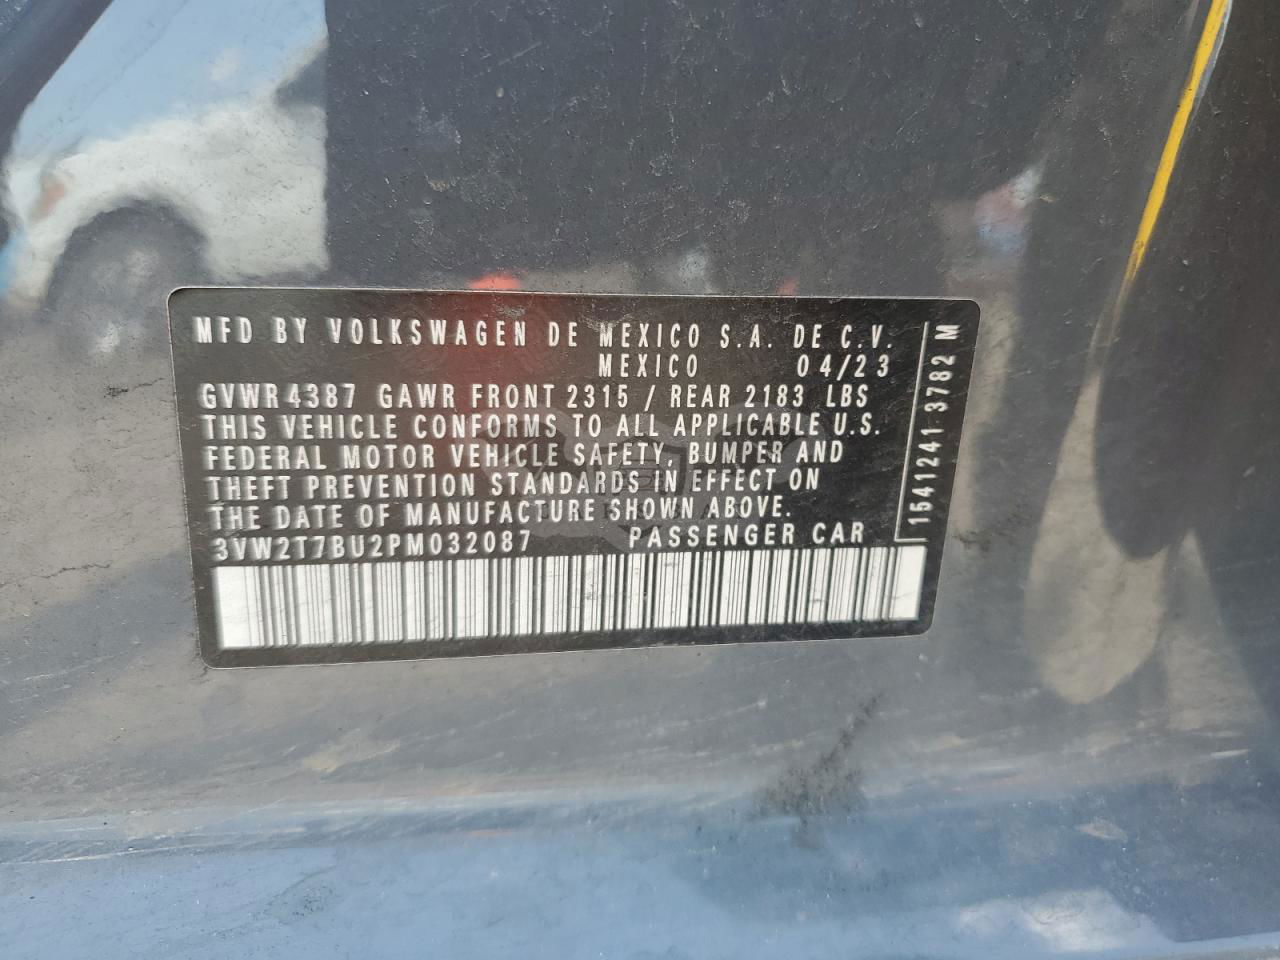 MFD BY VOLKSWAGEN DE MEXICO S.A. DE C.V.
MEXICO 04/23
GVWR 4387 GAWR FRONT 2315 / REAR 2183 LBS
THIS VEHICLE CONFORMS TO ALL APPLICABLE U.S.
FEDERAL MOTOR VEHICLE SAFETY, BUMPER AND
THEFT PREVENTION STANDARDS IN EFFECT ON
THE DATE OF MANUFACTURE SHOWN ABOVE.
3VW2T7BU2PM032087 PASSENGER CAR
15412241 3782 M